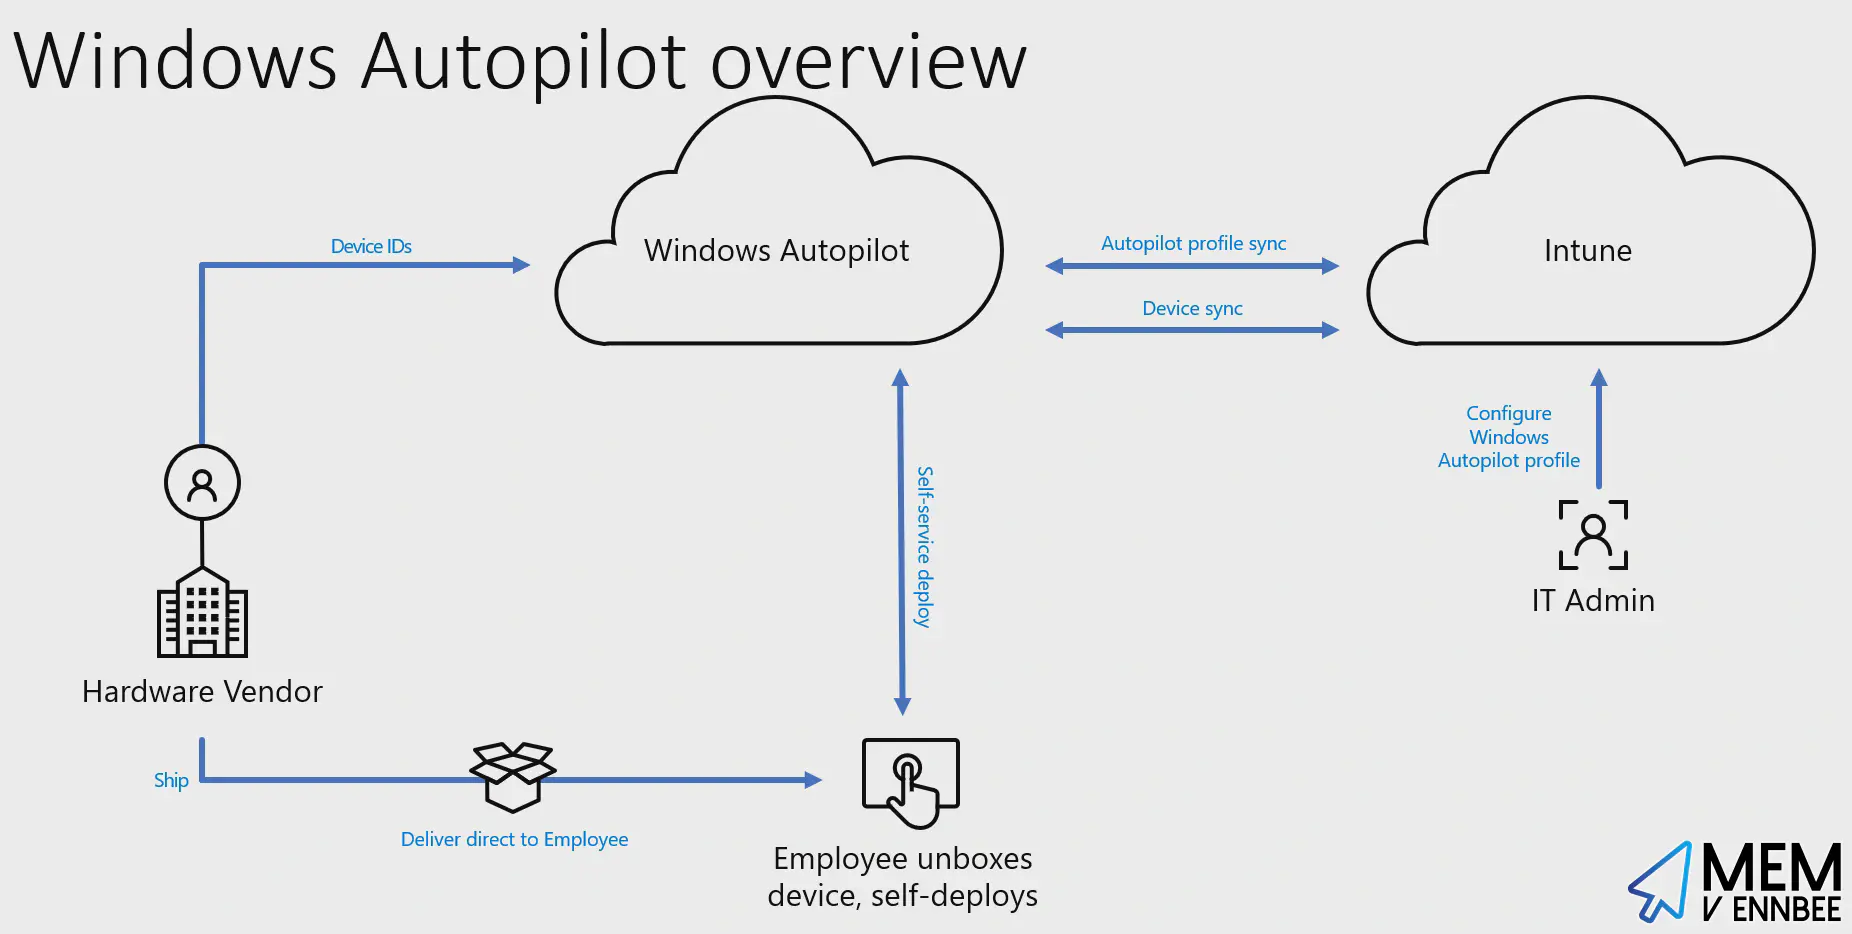 Windows Autopilot overview
Device IDs
Windows Autopilot
Autopilot profile sync
Device sync
Intune
Configure
Windows
Autopilot profile
IT Admin
Self-service deploy
Hardware Vendor
Ship
Deliver direct to Employee
Employee unboxes
device, self-deploys
MEM
V ENNBEE